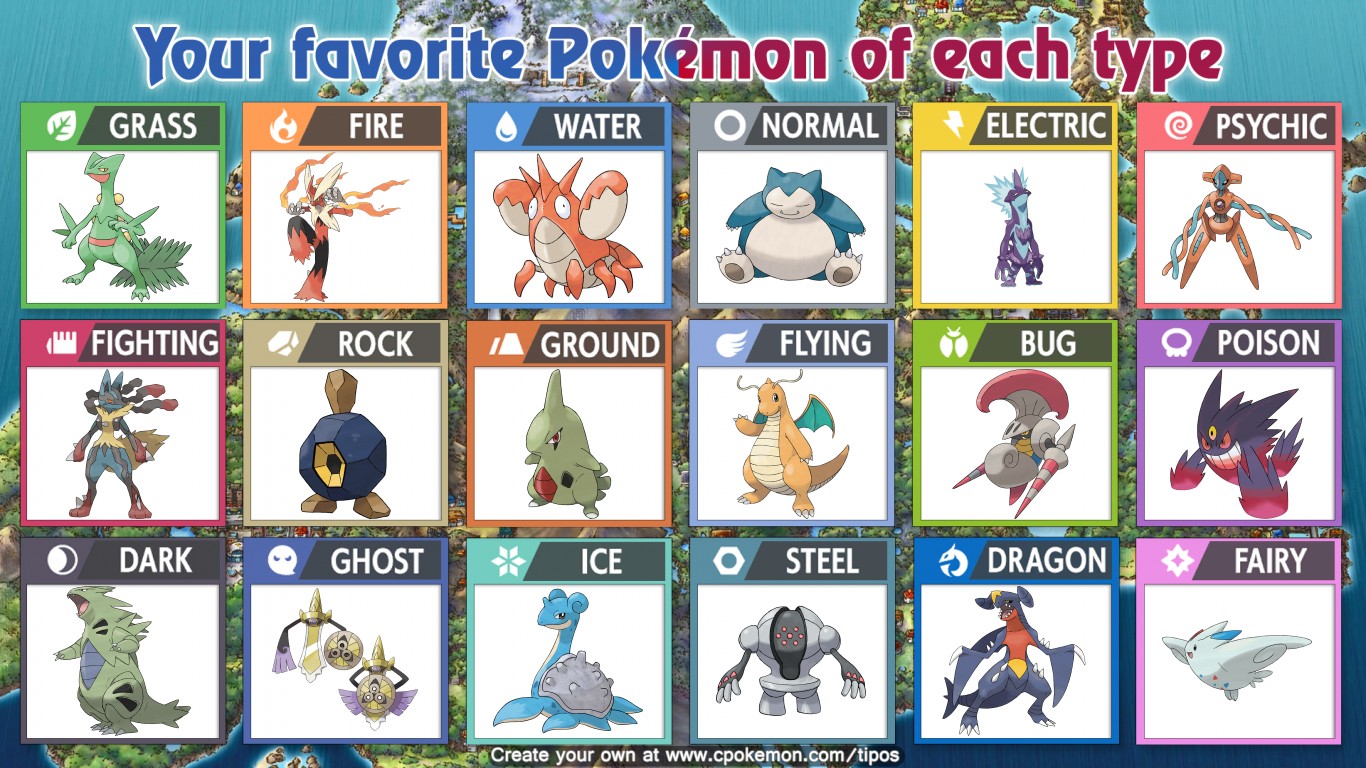 Your favorite Pokémon of each type
GRASS
FIRE
WATER
NORMAL
ELECTRIC
PSYCHIC
FIGHTING
ROCK
GROUND
FLYING
BUG
POISON
DARK
GHOST
ICE
STEEL
DRAGON
FAIRY
Create your own at www.cpokemon.com/tipos